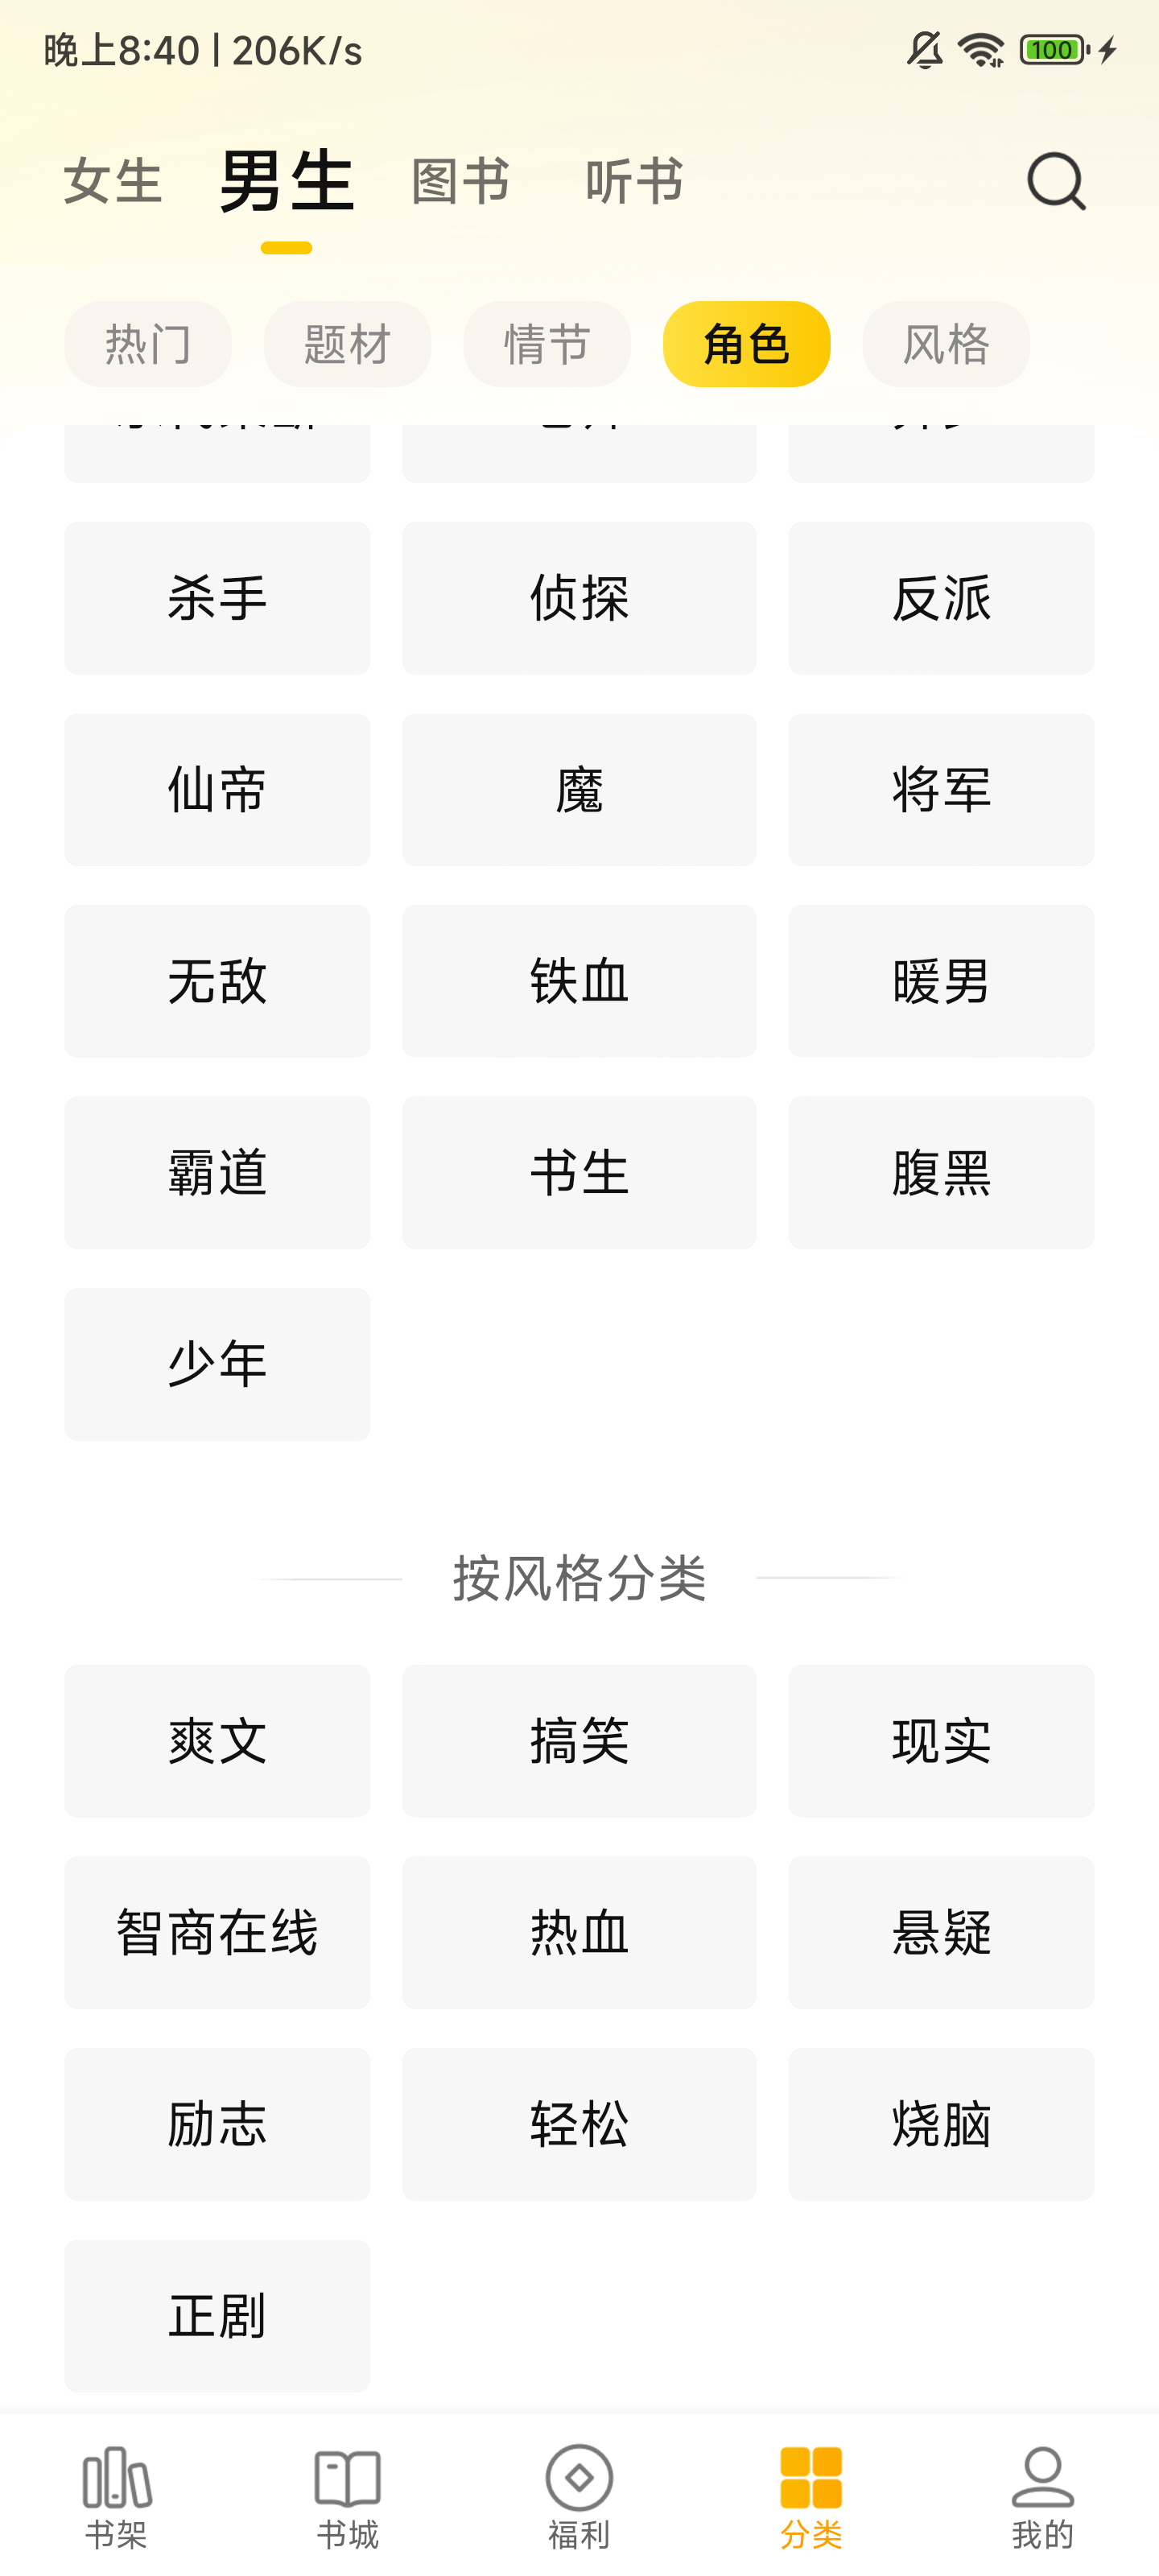 晚上8:40 | 206K/s 100
女生 男生 图书 听书
热门 题材 情节 角色 风格
杀手 侦探 反派
仙帝 魔 将军
无敌 铁血 暖男
霸道 书生 腹黑
少年
按风格分类
爽文 搞笑 现实
智商在线 热血 悬疑
励志 轻松 烧脑
正剧
书架 书城 福利 分类 我的